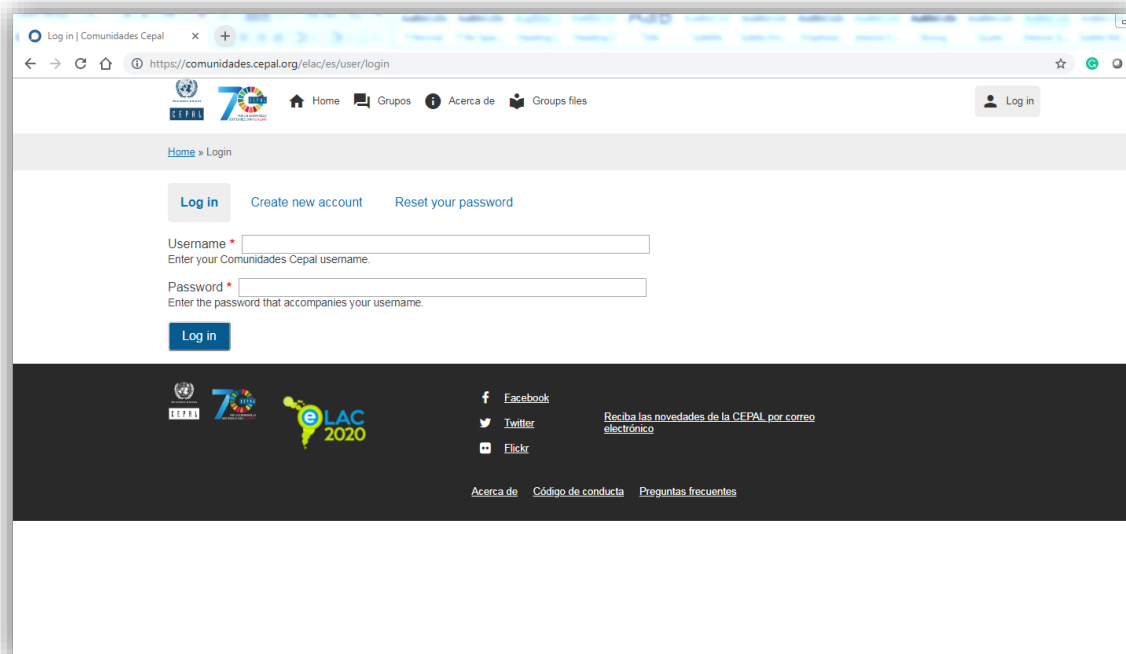 Log in | Comunidades Cepal
https://comunidades.cepal.org/elac/es/user/login
CEPAL
70
Home Grupos Acerca de Groups files
Log in
Home » Login
Log in Create new account Reset your password
Username *
Enter your Comunidades Cepal username.
Password *
Enter the password that accompanies your username.
Log in
CEPAL
70
eLAC
2020
Facebook
Twitter
Flickr
Reciba las novedades de la CEPAL por correo
electrónico
Acerca de Código de conducta Preguntas frecuentes